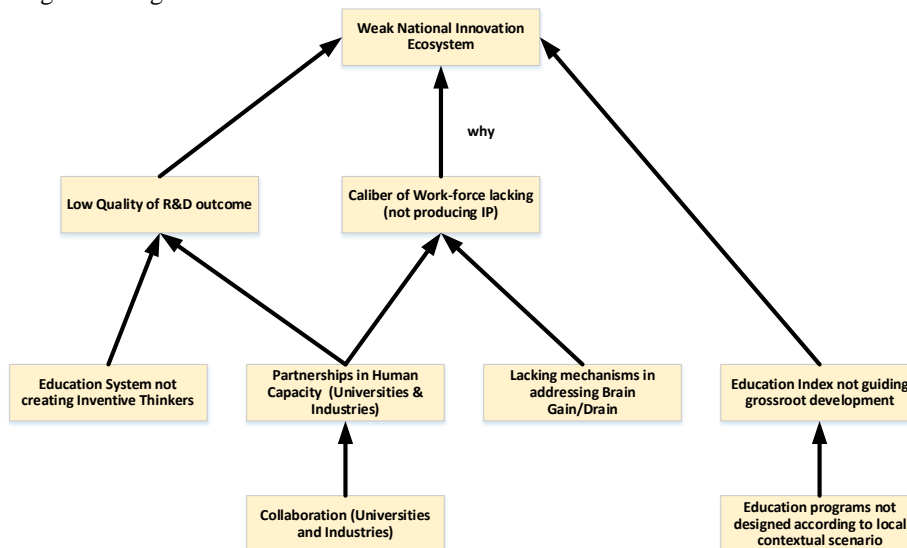 Weak National Innovation
Ecosystem
why
Low Quality of R&D outcome
Caliber of Work-force lacking
(not producing IP)
Education System not
creating Inventive Thinkers
Partnerships in Human
Capacity (Universities &
Industries)
Lacking mechanisms in
addressing Brain
Gain/Drain
Education Index not guiding
grossroot development
Collaboration (Universities
and Industries)
Education programs not
designed according to local
contextual scenario